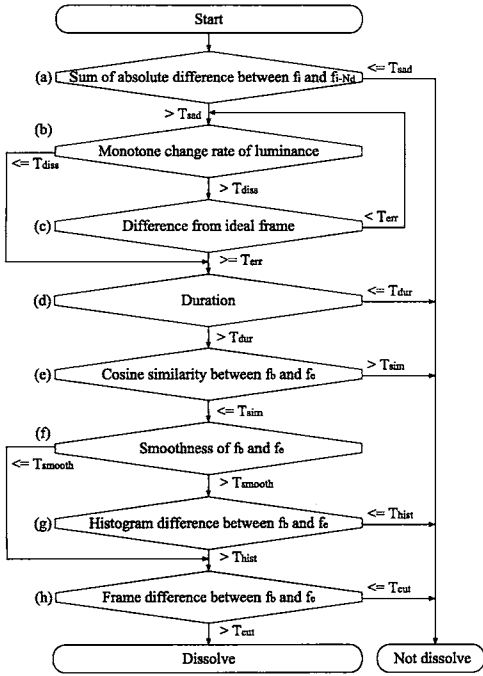 Start
(a) Sum of absolute difference between fi and fi-Nd <= Tsad
> Tsad
(b) Monotone change rate of luminance
<= Tdiss
> Tdiss
(c) Difference from ideal frame < Terr
>= Terr
(d) Duration <= Tdur
> Tdur
(e) Cosine similarity between fb and fe > Tsim
<= Tsim
(f) Smoothness of fb and fe
<= Tsmooth
> Tsmooth
(g) Histogram difference between fb and fe <= Thist
> Thist
(h) Frame difference between fb and fe <= Tcut
> Tcut
Dissolve Not dissolve